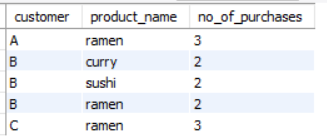 customer product_name no_of_purchases
A ramen 3
B curry 2
B sushi 2
B ramen 2
C ramen 3